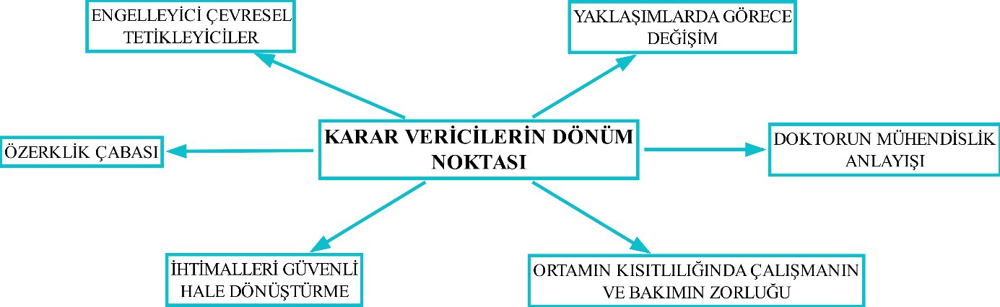 ENGELLEYİCİ ÇEVRESEL
TETİKLEYİCİLER
YAKLAŞIMLARDA GÖRECE
DEĞİŞİM
KARAR VERİCİLERİN DÖNÜM
NOKTASI
ÖZERKLİK ÇABASI
DOKTORUN MÜHENDİSLİK
ANLAYIŞI
İHTİMALLERİ GÜVENLİ
HALE DÖNÜŞTÜRME
ORTAMIN KISITLILIĞINDA ÇALIŞMANIN
VE BAKIMIN ZORLUĞU